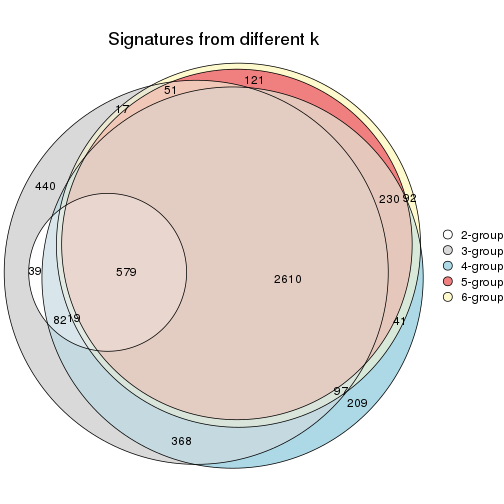 Signatures from different k
121
51
17
440
230
92
2-group
3-group
39
579
4-group
2610
5-group
6-group
82
19
41
97
209
368